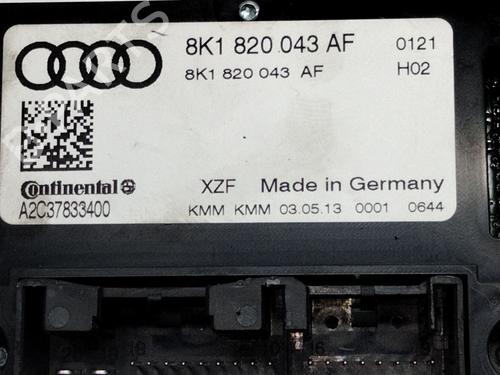 8K1 820 043 AF 0121
8K1 820 043 AF H02
Continental XZF Made in Germany
A2C37833400 KMM KMM 03.05.13 0001 0644